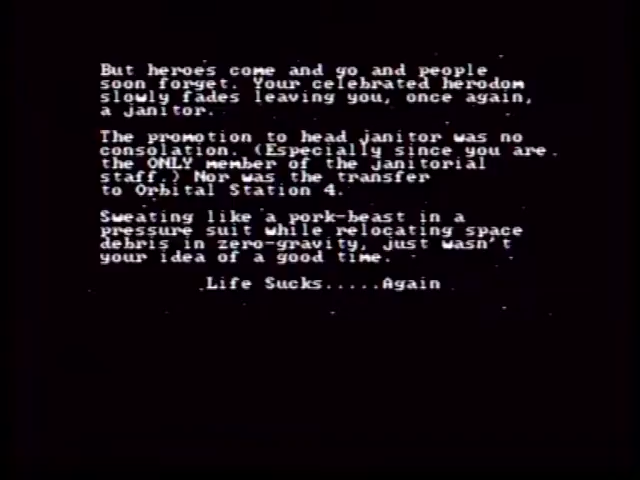 But heroes come and go and people
soon forget. Your celebrated herodom
slowly fades leaving you, once again,
a janitor.
The promotion to head janitor was no
consolation. (Especially since you are
the ONLY member of the janitorial
staff.) Nor was the transfer
to Orbital Station 4.
Sweating like a pork-beast in a
pressure suit while relocating space
debris in zero-gravity, just wasn't
your idea of a good time.
Life Sucks.....Again